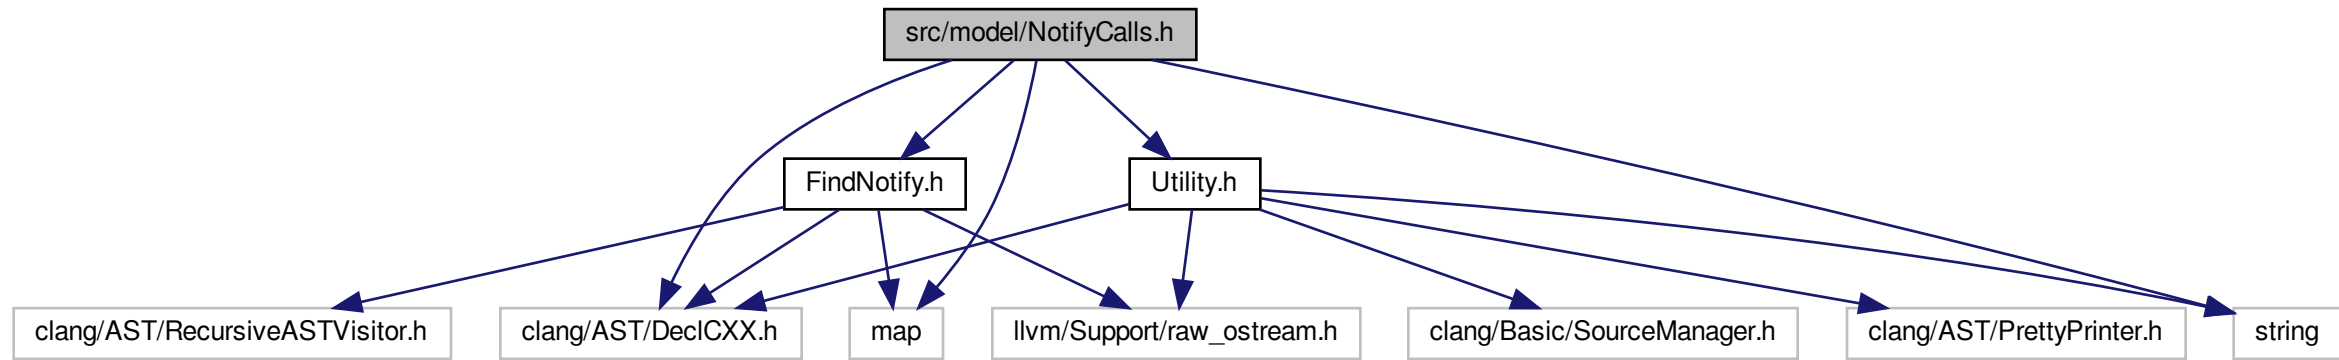 src/model/NotifyCalls.h
FindNotify.h
Utility.h
clang/AST/RecursiveASTVisitor.h
clang/AST/DeclCXX.h
map
llvm/Support/raw_ostream.h
clang/Basic/SourceManager.h
clang/AST/PrettyPrinter.h
string